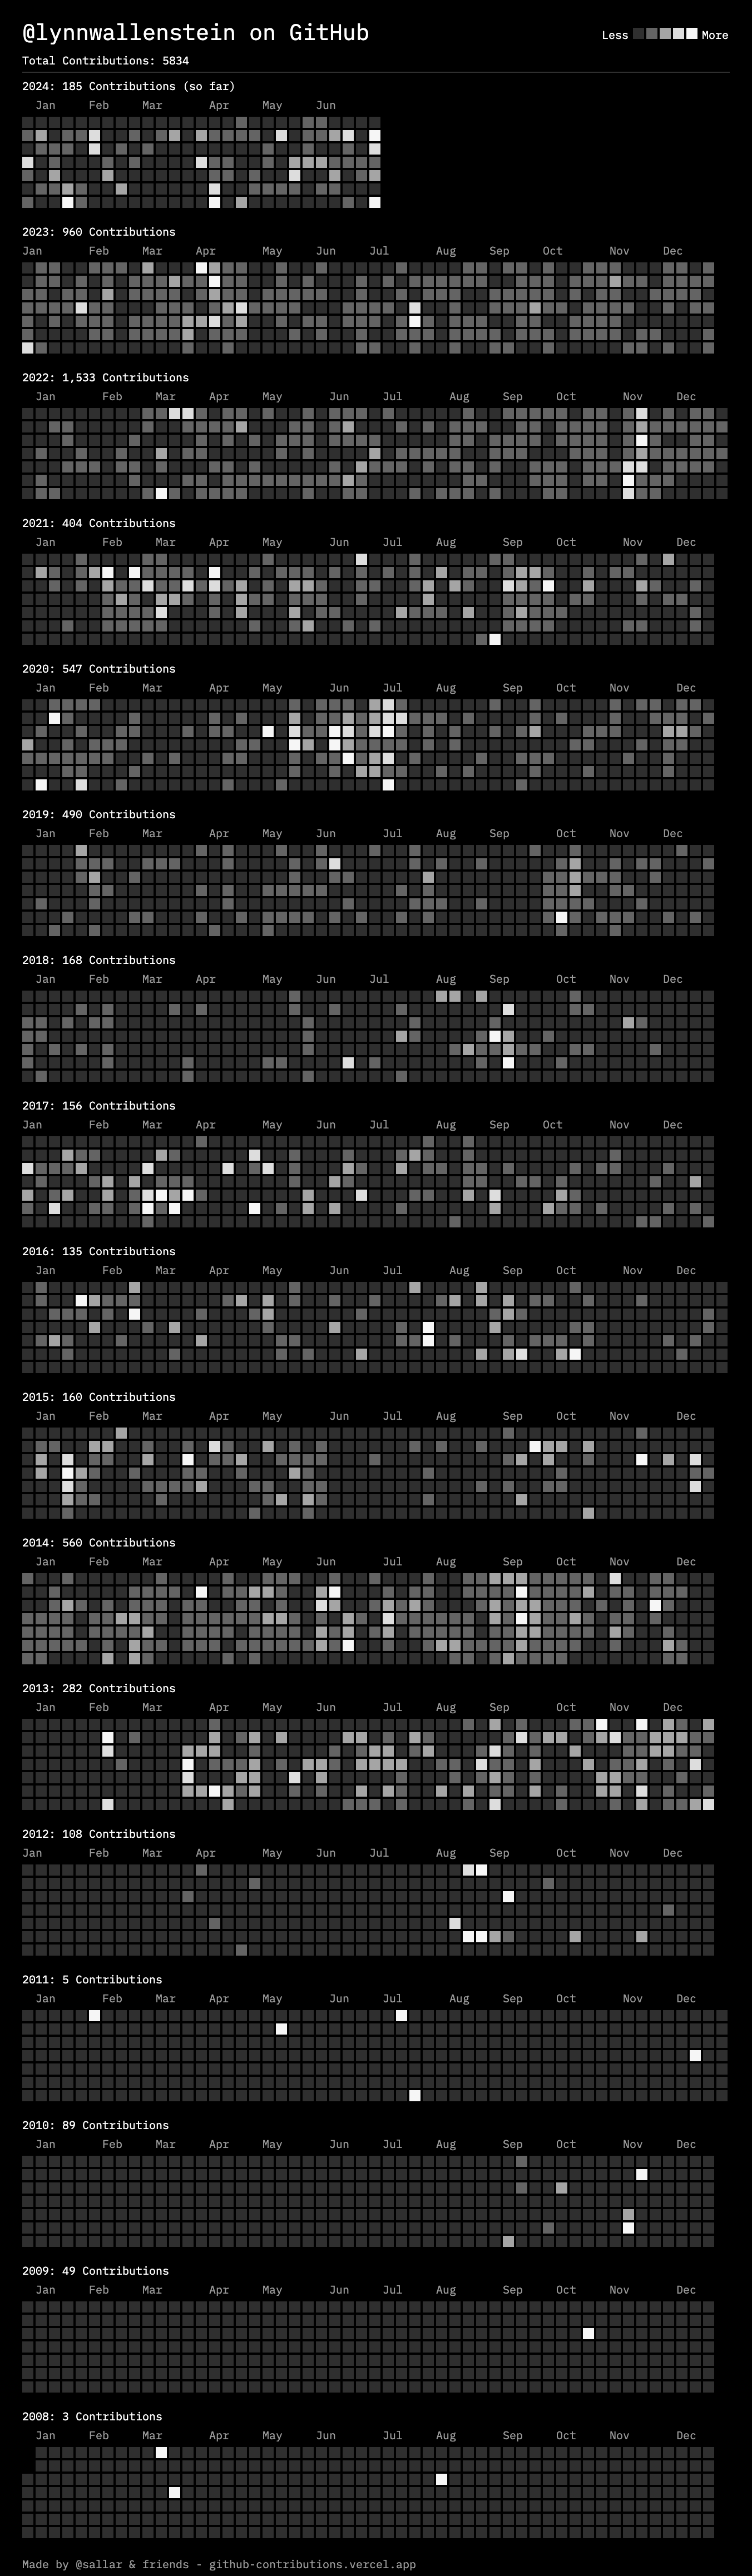 @lynnwallenstein on GitHub
Less More
Total Contributions: 5834
2024: 185 Contributions (so far)
Jan Feb Mar Apr May Jun
2023: 960 Contributions
Jan Feb Mar Apr May Jun Jul Aug Sep Oct Nov Dec
2022: 1,533 Contributions
Jan Feb Mar Apr May Jun Jul Aug Sep Oct Nov Dec
2021: 404 Contributions
Jan Feb Mar Apr May Jun Jul Aug Sep Oct Nov Dec
2020: 547 Contributions
Jan Feb Mar Apr May Jun Jul Aug Sep Oct Nov Dec
2019: 490 Contributions
Jan Feb Mar Apr May Jun Jul Aug Sep Oct Nov Dec
2018: 168 Contributions
Jan Feb Mar Apr May Jun Jul Aug Sep Oct Nov Dec
2017: 156 Contributions
Jan Feb Mar Apr May Jun Jul Aug Sep Oct Nov Dec
2016: 135 Contributions
Jan Feb Mar Apr May Jun Jul Aug Sep Oct Nov Dec
2015: 160 Contributions
Jan Feb Mar Apr May Jun Jul Aug Sep Oct Nov Dec
2014: 560 Contributions
Jan Feb Mar Apr May Jun Jul Aug Sep Oct Nov Dec
2013: 282 Contributions
Jan Feb Mar Apr May Jun Jul Aug Sep Oct Nov Dec
2012: 108 Contributions
Jan Feb Mar Apr May Jun Jul Aug Sep Oct Nov Dec
2011: 5 Contributions
Jan Feb Mar Apr May Jun Jul Aug Sep Oct Nov Dec
2010: 89 Contributions
Jan Feb Mar Apr May Jun Jul Aug Sep Oct Nov Dec
2009: 49 Contributions
Jan Feb Mar Apr May Jun Jul Aug Sep Oct Nov Dec
2008: 3 Contributions
Jan Feb Mar Apr May Jun Jul Aug Sep Oct Nov Dec
Made by @sallar & friends - github-contributions.vercel.app